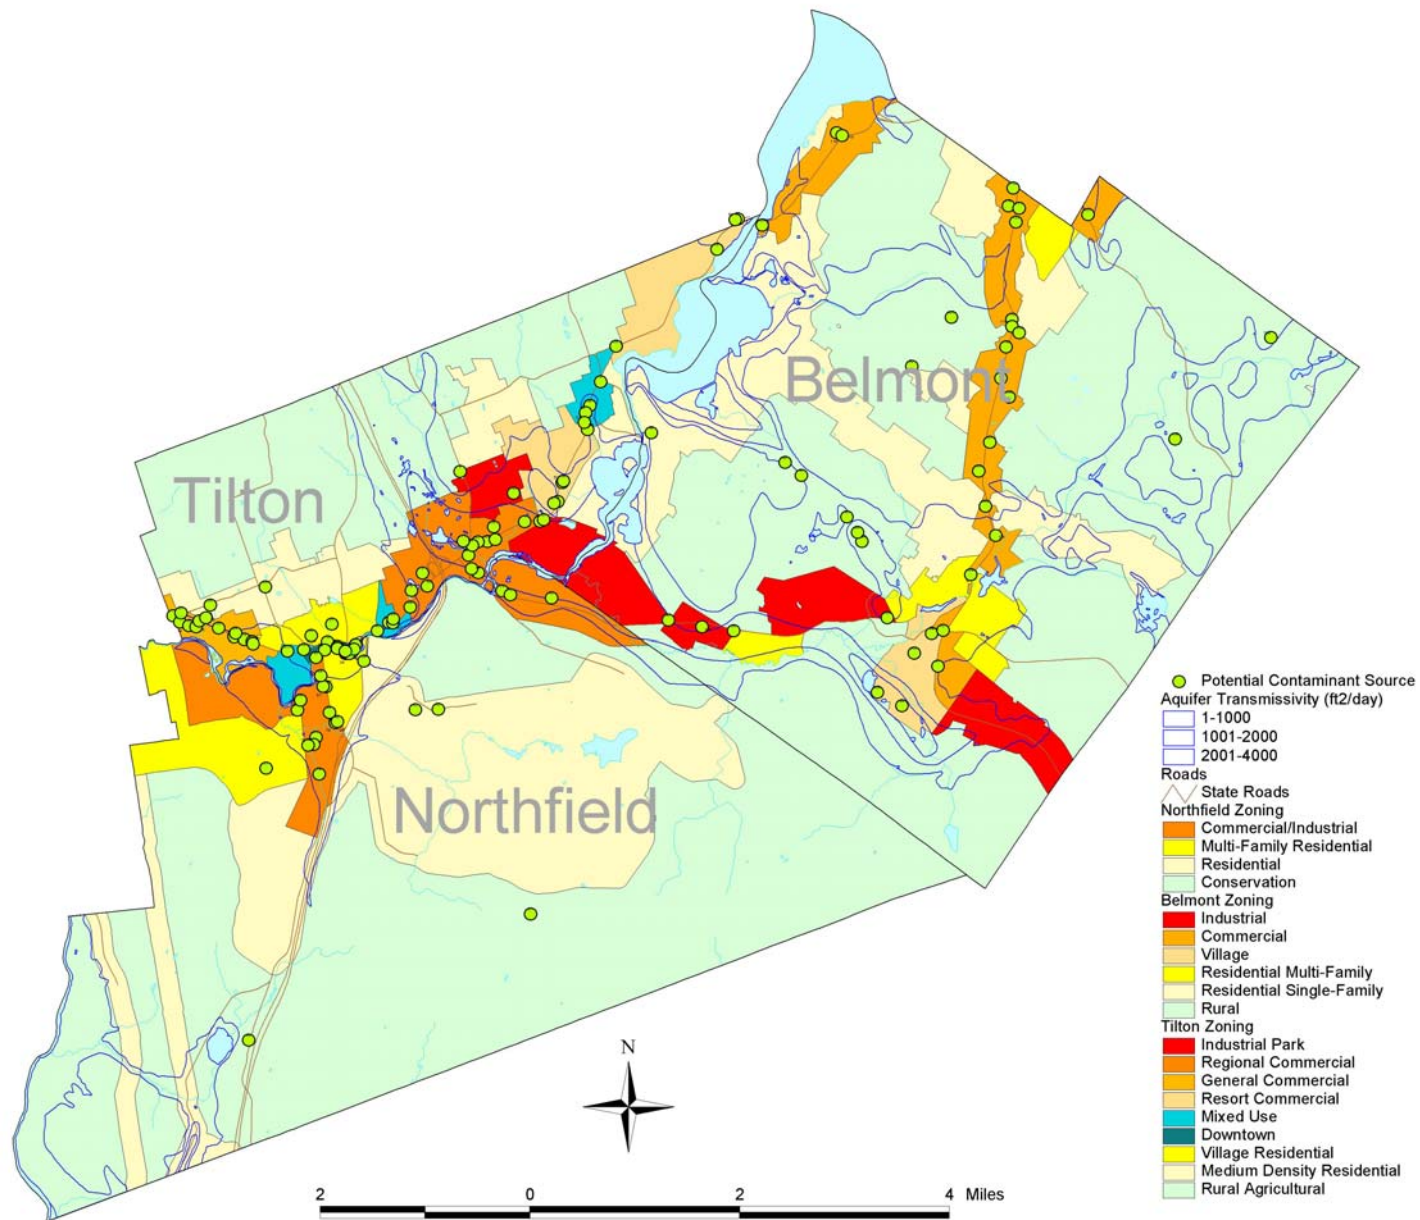 Belmont
Tilton
Northfield
Potential Contaminant Source
Aquifer Transmissivity (ft2/day)
1-1000
1001-2000
2001-4000
Roads
State Roads
Northfield Zoning
Commercial/Industrial
Multi-Family Residential
Residential
Conservation
Belmont Zoning
Industrial
Commercial
Village
Residential Multi-Family
Residential Single-Family
Rural
Tilton Zoning
Industrial Park
Regional Commercial
General Commercial
Resort Commercial
Mixed Use
Downtown
Village Residential
Medium Density Residential
Rural Agricultural
N
2 0 2 4 Miles